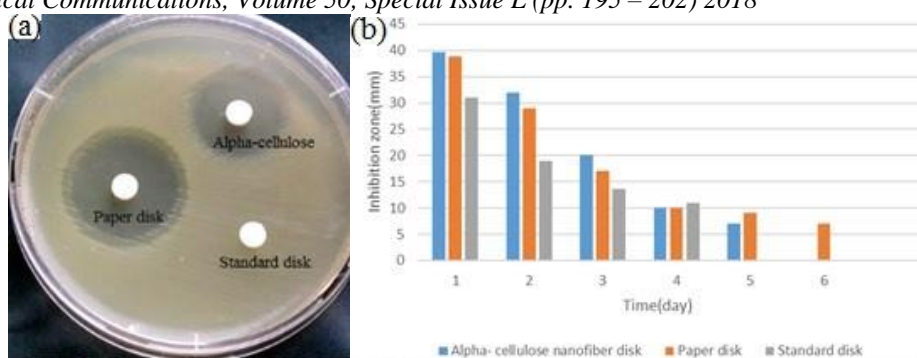 ical Communications, Volume 50, Special Issue L (pp. 195 – 202) 2018
(a)
Alpha-cellulose
Paper disk
Standard disk
(b)
Inhibition zone(mm)
45
40
35
30
25
20
15
10
5
0
1 2 3 4 5 6
Time(day)
Alpha- cellulose nanofiber disk Paper disk Standard disk